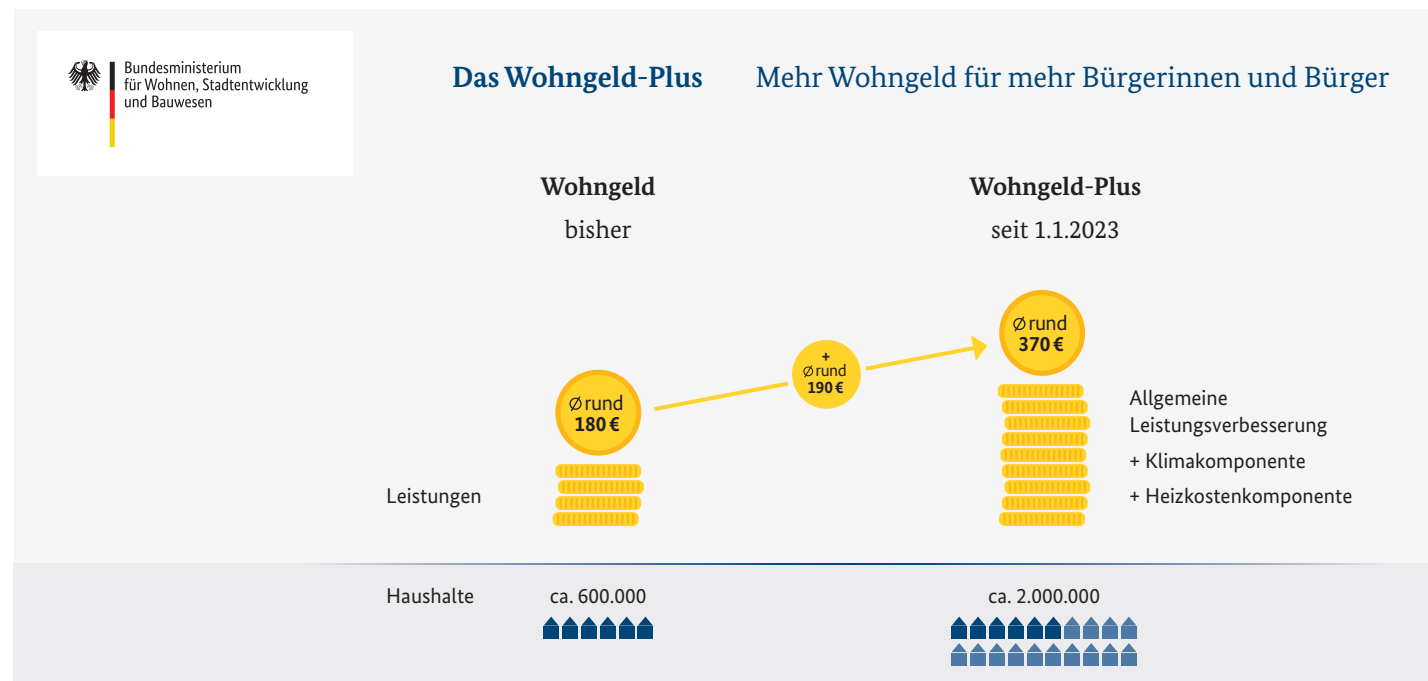 Bundesministerium
für Wohnen, Stadtentwicklung
und Bauwesen
Das Wohngeld-Plus Mehr Wohngeld für mehr Bürgerinnen und Bürger
Wohngeld
bisher
Wohngeld-Plus
seit 1.1.2023
Ø rund
180 €
+
Ø rund
190 €
Ø rund
370 €
Leistungen
Allgemeine
Leistungsverbesserung
+ Klimakomponente
+ Heizkostenkomponente
Haushalte
ca. 600.000
ca. 2.000.000